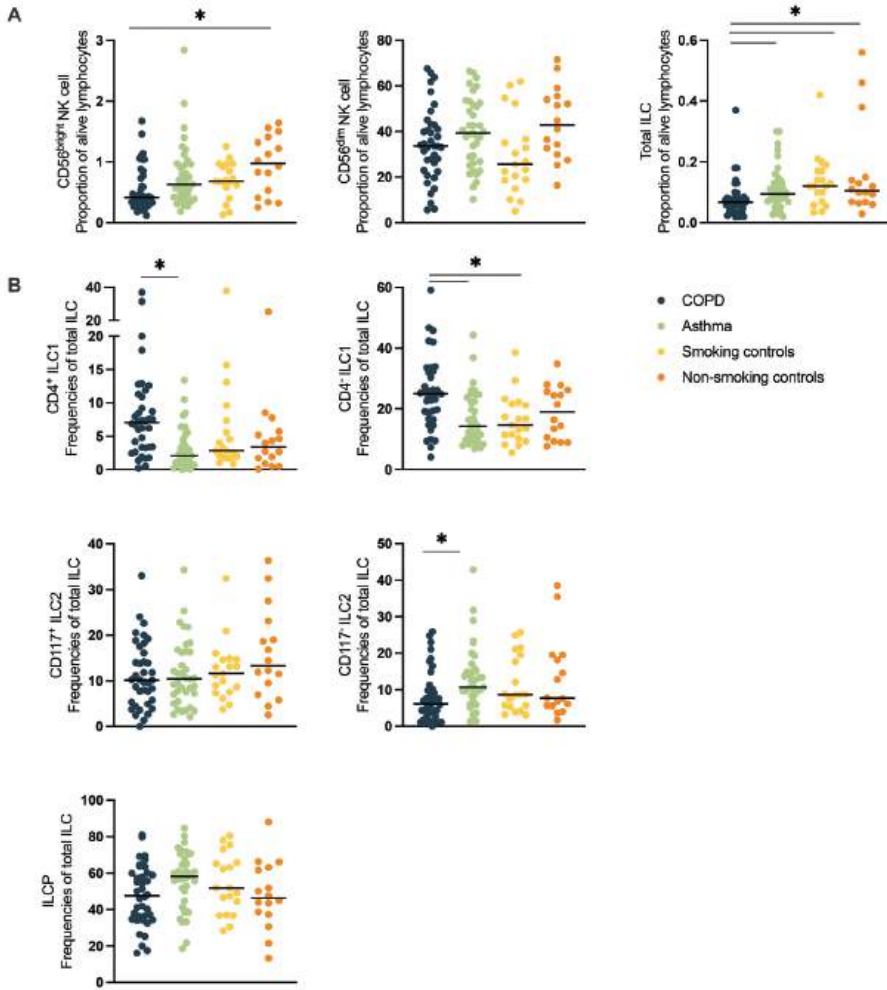 A
*
3
2
1
0
CD56bright NK cell
Proportion of alive lymphocytes
80
60
40
20
0
CD56dim NK cell
Proportion of alive lymphocytes
*
0.6
0.4
0.2
0.0
Total ILC
Proportion of alive lymphocytes
B
*
40
20
20
15
10
5
0
CD4+ ILC1
Frequencies of total ILC
*
60
40
20
0
CD4- ILC1
Frequencies of total ILC
COPD
Asthma
Smoking controls
Non-smoking controls
40
30
20
10
0
CD117+ ILC2
Frequencies of total ILC
*
50
40
30
20
10
0
CD117- ILC2
Frequencies of total ILC
100
80
60
40
20
0
ILCP
Frequencies of total ILC